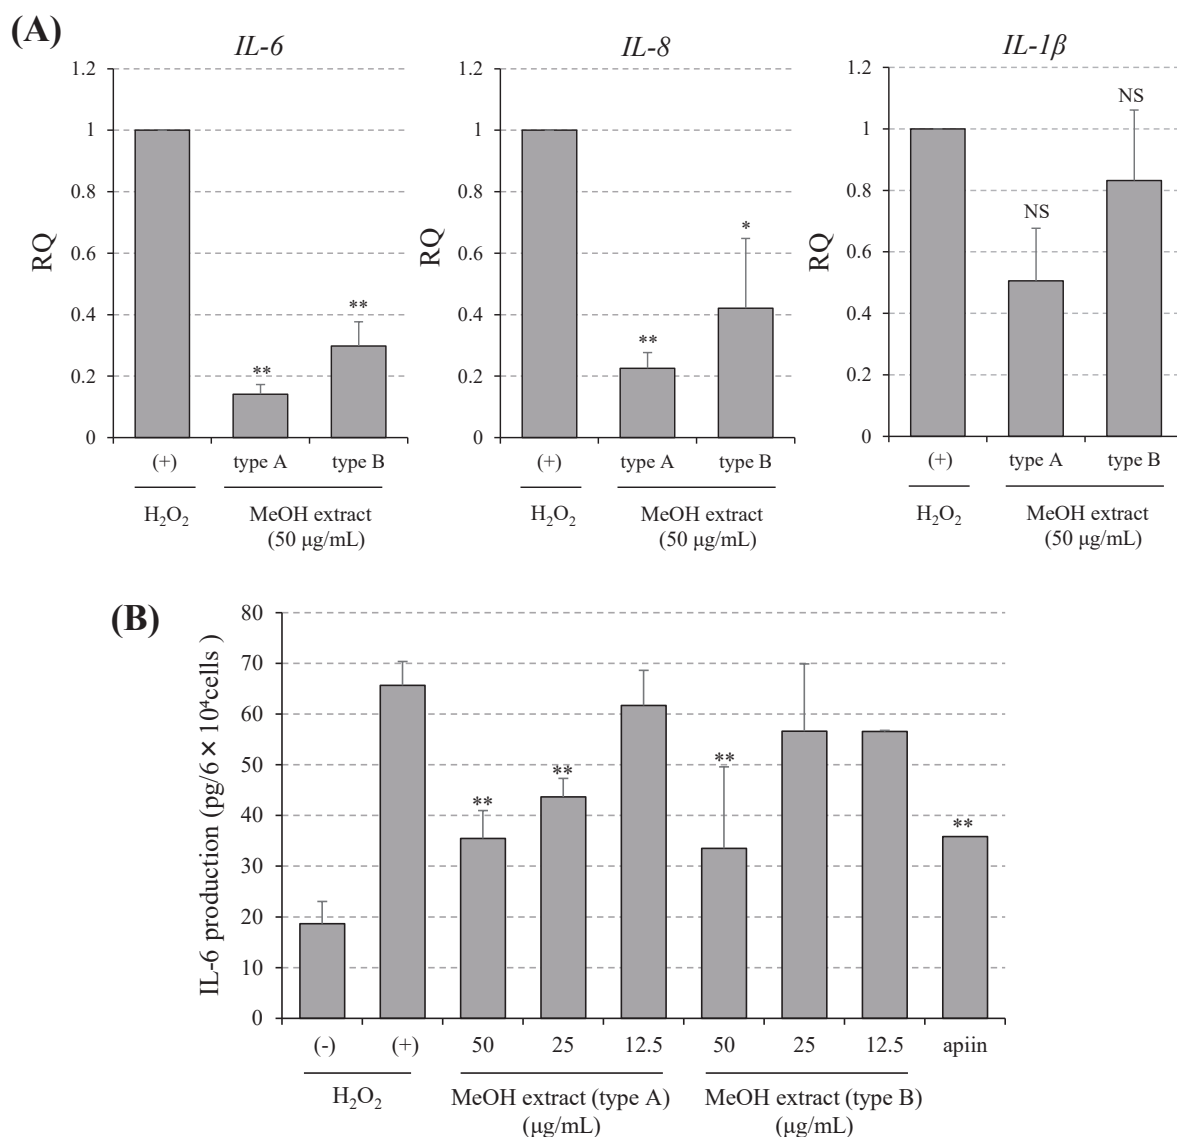 (A)
IL-6
IL-8
IL-1β
1.2
1
0.8
0.6
0.4
0.2
0
RQ
**
**
(+)
type A
type B
H₂O₂
MeOH extract
(50 μg/mL)
1.2
1
0.8
0.6
0.4
0.2
0
RQ
**
*
(+)
type A
type B
H₂O₂
MeOH extract
(50 μg/mL)
1.2
1
0.8
0.6
0.4
0.2
0
RQ
NS
NS
(+)
type A
type B
H₂O₂
MeOH extract
(50 μg/mL)
(B)
IL-6 production (pg/6 × 10⁴cells )
80
70
60
50
40
30
20
10
0
**
**
**
**
(-) (+) 50 25 12.5 50 25 12.5 apiin
H₂O₂
MeOH extract (type A)
(μg/mL)
MeOH extract (type B)
(μg/mL)